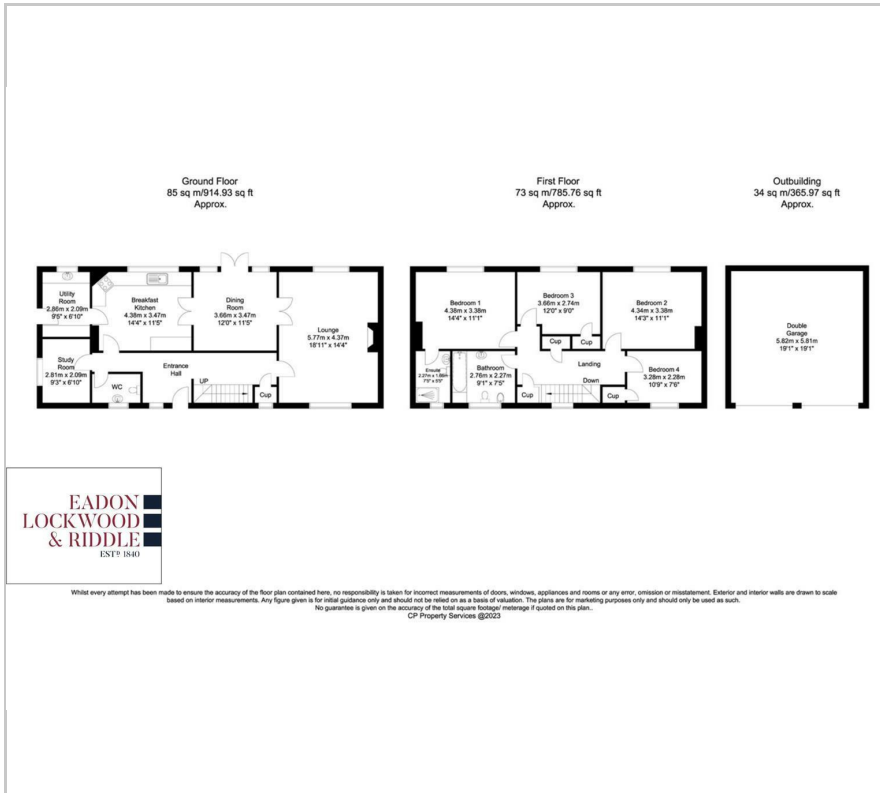 Ground Floor
85 sq m/914.93 sq ft
Approx.
First Floor
73 sq m/785.76 sq ft
Approx.
Outbuilding
34 sq m/365.97 sq ft
Approx.
Utility
Room
2.86m x 2.09m
9'5" x 6'10"
Breakfast
Kitchen
4.38m x 3.47m
14'4" x 11'5"
Dining
Room
3.66m x 3.47m
12'0" x 11'5"
Lounge
5.77m x 4.37m
18'11" x 14'4"
Study
Room
2.81m x 2.09m
9'3" x 6'10"
WC
Entrance
Hall
UP
Cup
Bedroom 1
4.38m x 3.38m
14'4" x 11'1"
Bedroom 3
3.66m x 2.74m
12'0" x 9'0"
Bedroom 2
4.34m x 3.38m
14'3" x 11'1"
Cup
Cup
Ensuite
Bathroom
2.76m x 2.27m
9'1" x 7'5"
Landing
Down
Cup
Cup
Bedroom 4
3.28m x 2.28m
10'9" x 7'6"
Double
Garage
5.82m x 5.81m
19'1" x 19'1"
EADON
LOCKWOOD
& RIDDLE
ESTD 1840
Whilst every attempt has been made to ensure the accuracy of the floor plan contained here, no responsibility is taken for incorrect measurements of doors, windows, appliances and rooms or any error, omission or misstatement. Exterior and interior walls are drawn to scale
based on interior measurements. Any figure given is for initial guidance only and should not be relied on as a basis of valuation. The plans are for marketing purposes only and should only be used as such.
No guarantee is given on the accuracy of the total square footage/ meterage if quoted on this plan..
CP Property Services @2023